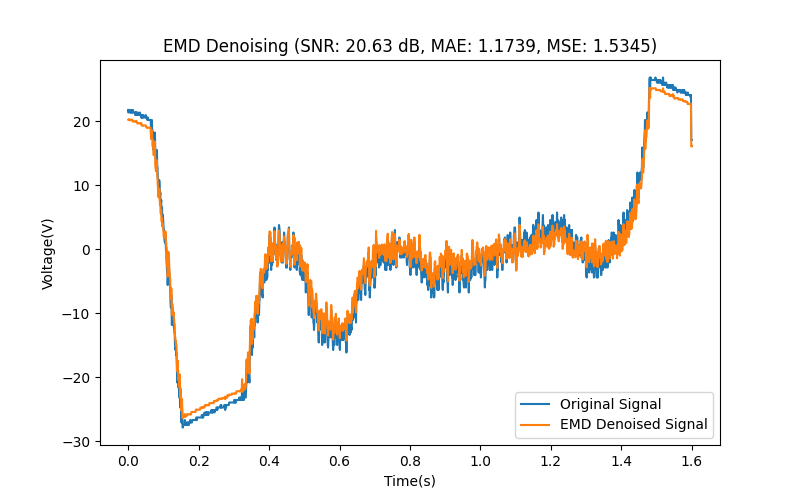 EMD Denoising (SNR: 20.63 dB, MAE: 1.1739, MSE: 1.5345)
Voltage(V)
20
10
0
−10
−20
−30
Original Signal
EMD Denoised Signal
0.0 0.2 0.4 0.6 0.8 1.0 1.2 1.4 1.6
Time(s)